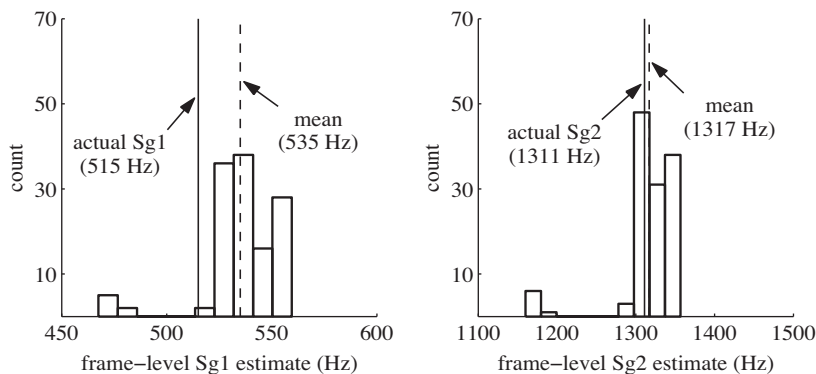 70
50
30
10
count
actual Sg1
(515 Hz)
mean
(535 Hz)
450
500
550
600
frame−level Sg1 estimate (Hz)
70
50
30
10
count
actual Sg2
(1311 Hz)
mean
(1317 Hz)
1100
1200
1300
1400
1500
frame−level Sg2 estimate (Hz)